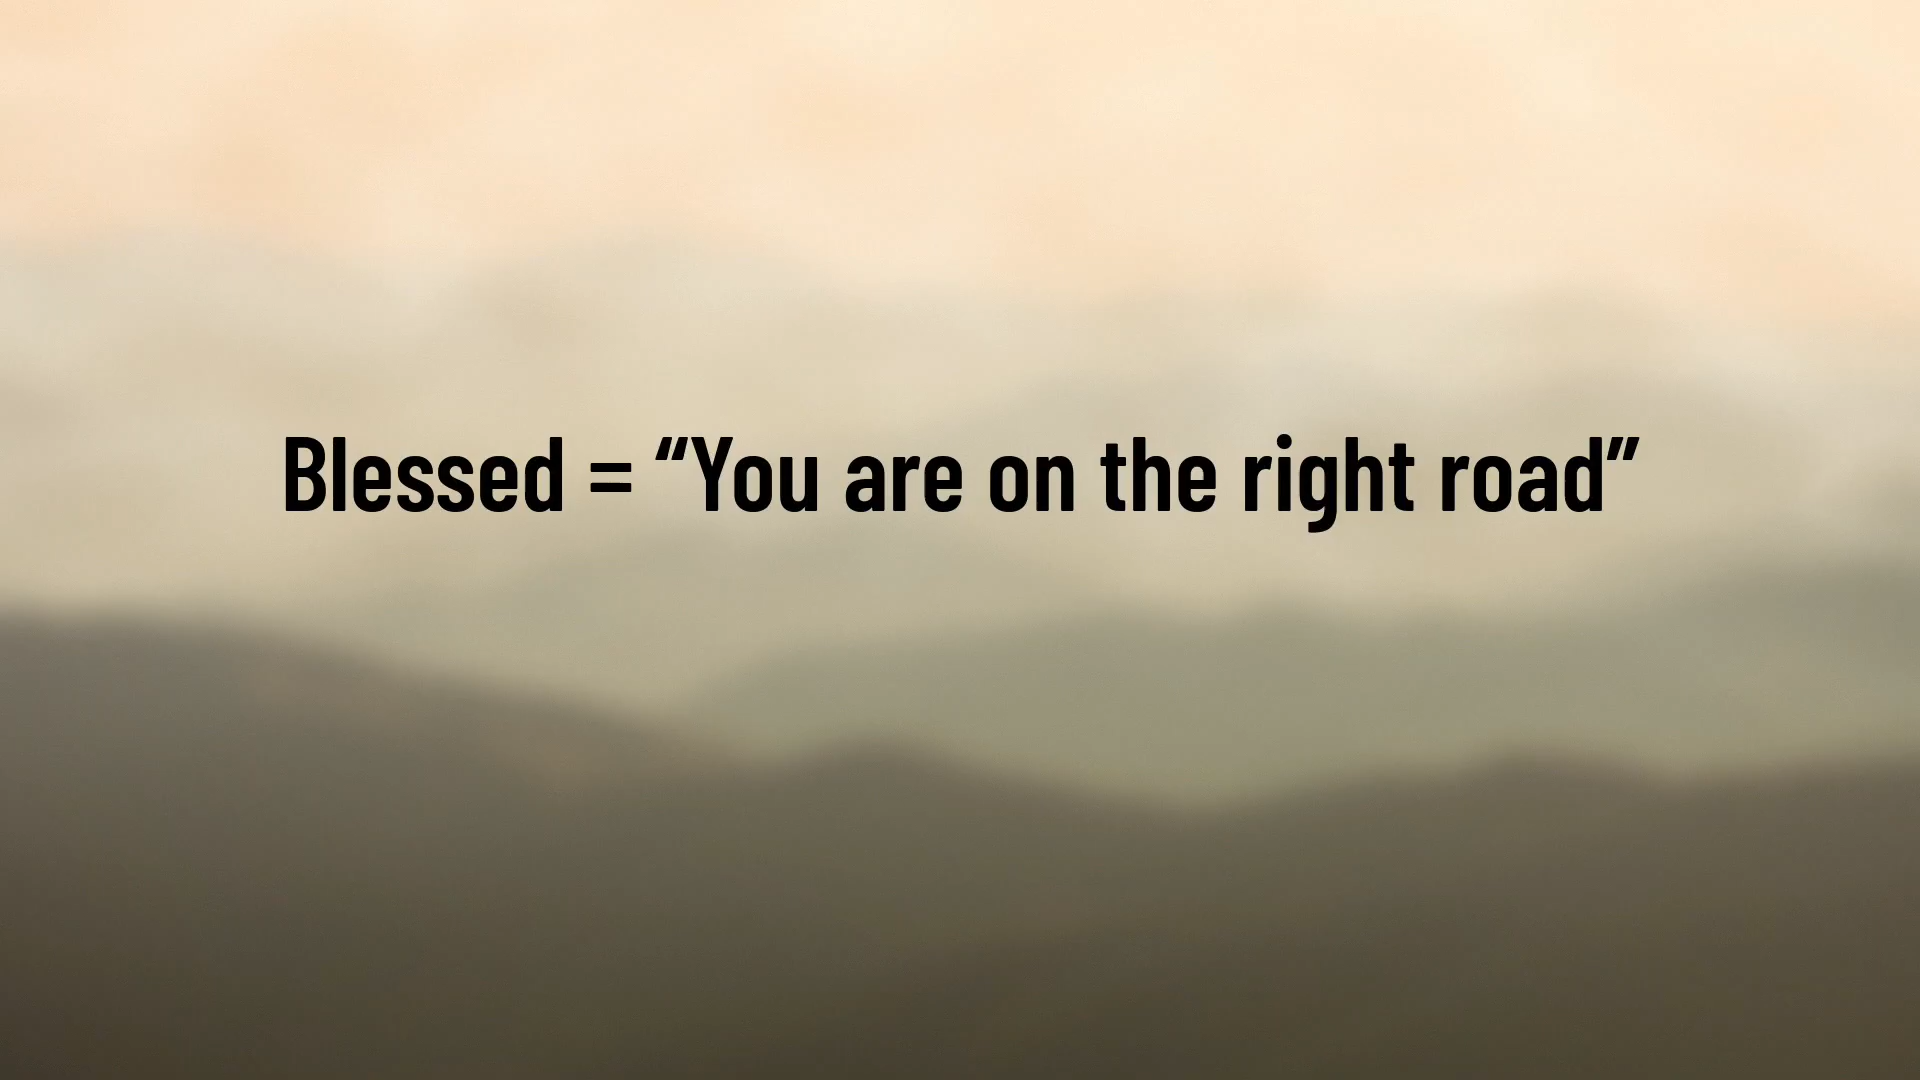 Blessed = “You are on the right road”